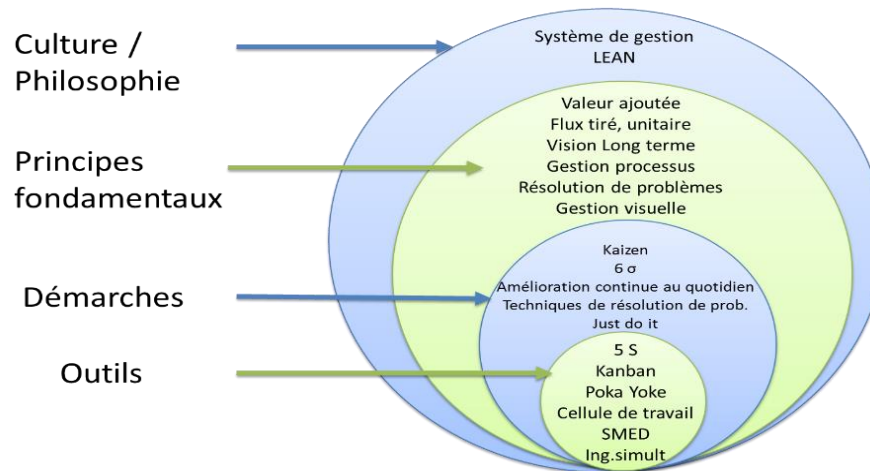 Culture /
Philosophie
Système de gestion
LEAN
Principes
fondamentaux
Valeur ajoutée
Flux tiré, unitaire
Vision Long terme
Gestion processus
Résolution de problèmes
Gestion visuelle
Démarches
Kaizen
6 σ
Amélioration continue au quotidien
Techniques de résolution de prob.
Just do it
Outils
5 S
Kanban
Poka Yoke
Cellule de travail
SMED
Ing.simult